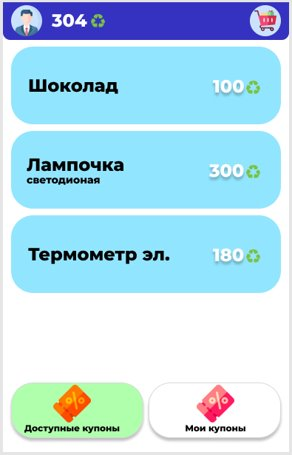 304
Шоколад 100
Лампочка 300
светодионая
Термометр эл. 180
Доступные купоны Мои купоны